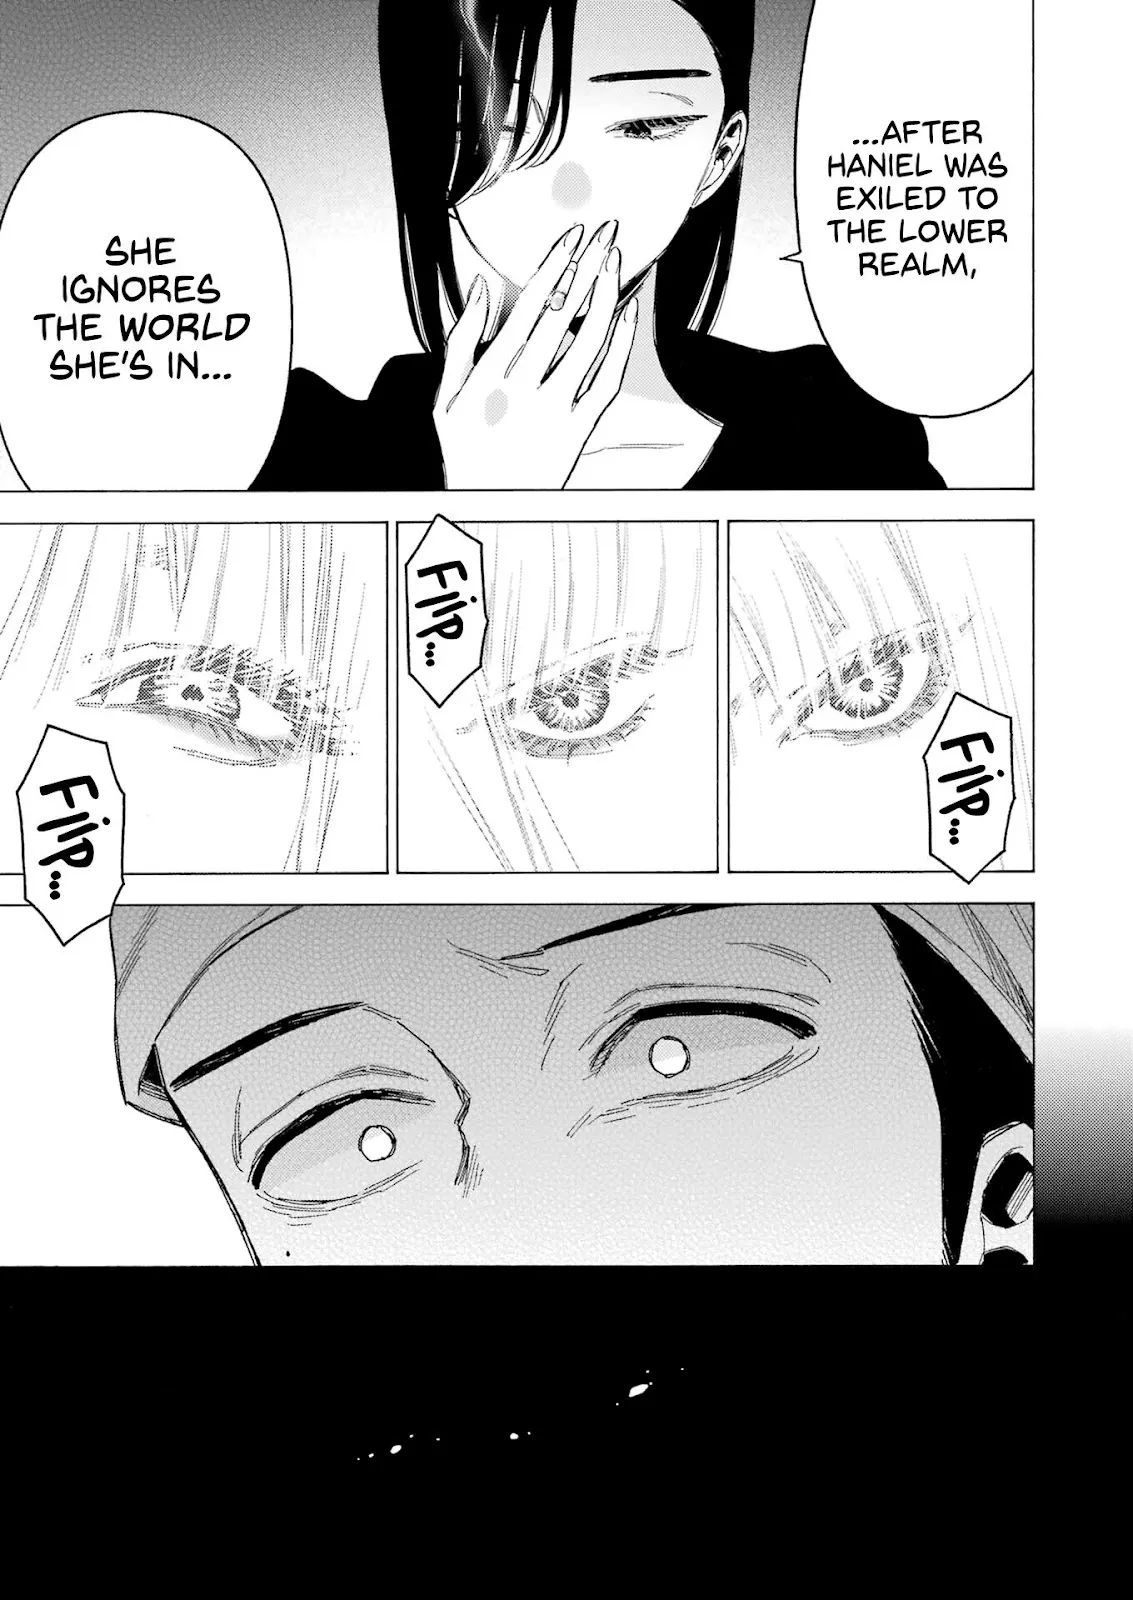 ...AFTER
HANIEL WAS
EXILED TO
THE LOWER
REALM,
SHE
IGNORES
THE WORLD
SHE'S IN...
FLIP...
FLIP...
FLIP...